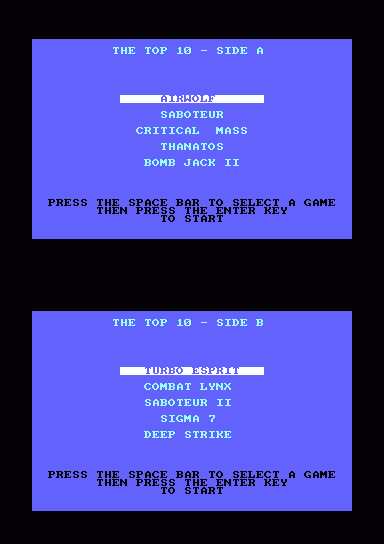 THE TOP 10 - SIDE A
AIRWOLF
SABOTEUR
CRITICAL  MASS
THANATOS
BOMB JACK II
PRESS THE SPACE BAR TO SELECT A GAME
THEN PRESS THE ENTER KEY
TO START
THE TOP 10 - SIDE B
TURBO ESPRIT
COMBAT LYNX
SABOTEUR II
SIGMA 7
DEEP STRIKE
PRESS THE SPACE BAR TO SELECT A GAME
THEN PRESS THE ENTER KEY
TO START